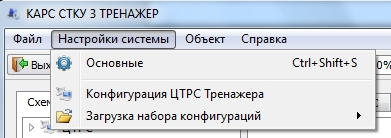 КАРС СТКУ 3 ТРЕНАЖЕР
Файл Настройки системы Объект Справка
Вых
Основные Ctrl+Shift+S
0%
Конфигурация ЦТРС Тренажера
Загрузка набора конфигураций